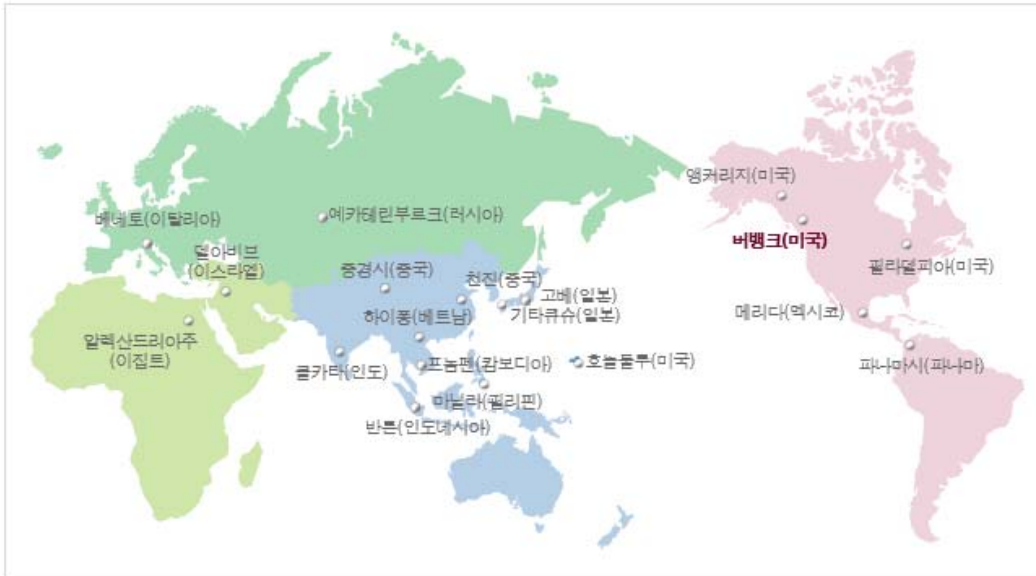 앵커리지(미국)
베네토(이탈리아)
예카테린부르크(러시아)
버뱅크(미국)
텔아비브
(이스라엘)
중경시(중국)
천진(중국)
필라델피아(미국)
고베(일본)
기타큐슈(일본)
메리다(멕시코)
하이퐁(베트남)
알렉산드리아주
(이집트)
콜카타(인도)
프놈펜(캄보디아)
호놀룰루(미국)
파나마시(파나마)
마닐라(필리핀)
반튼(인도네시아)